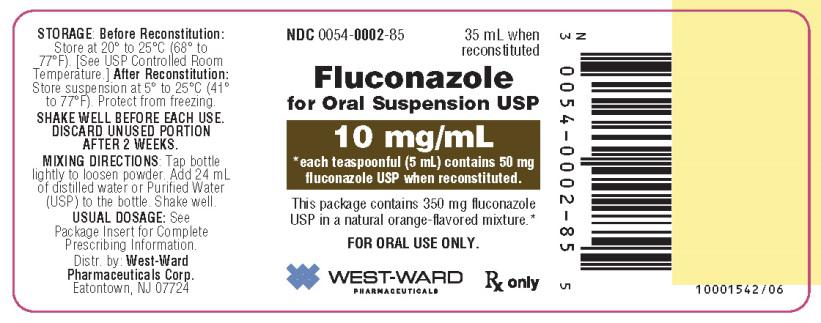 STORAGE: Before Reconstitution:
Store at 20° to 25°C (68° to
77°F). [See USP Controlled Room
Temperature.] After Reconstitution:
Store suspension at 5° to 25°C (41°
to 77°F). Protect from freezing.
SHAKE WELL BEFORE EACH USE.
DISCARD UNUSED PORTION
AFTER 2 WEEKS.
MIXING DIRECTIONS: Tap bottle
lightly to loosen powder. Add 24 mL
of distilled water or Purified Water
(USP) to the bottle. Shake well.
USUAL DOSAGE: See
Package Insert for Complete
Prescribing Information.
Distr. by: West-Ward
Pharmaceuticals Corp.
Eatontown, NJ 07724
NDC 0054-0002-85
35 mL when
reconstituted
Fluconazole
for Oral Suspension USP
10 mg/mL
*each teaspoonful (5 mL) contains 50 mg
fluconazole USP when reconstituted.
This package contains 350 mg fluconazole
USP in a natural orange-flavored mixture.*
FOR ORAL USE ONLY.
WEST-WARD
PHARMACEUTICALS
Rx only
N
3 0054-0002-85 5
10001542/06